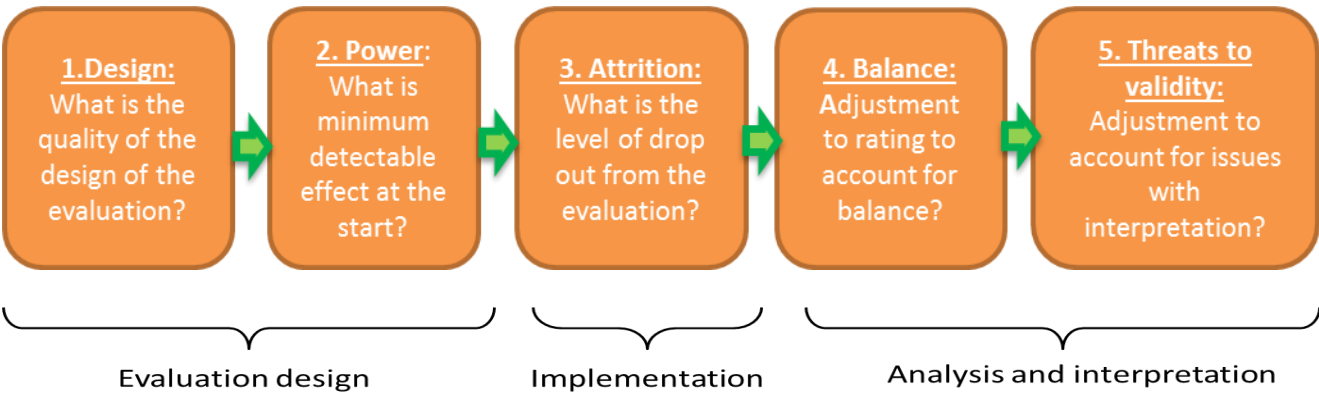 1.Design:
What is the
quality of the
design of the
evaluation?
2. Power:
What is
minimum
detectable
effect at the
start?
3. Attrition:
What is the
level of drop
out from the
evaluation?
4. Balance:
Adjustment
to rating to
account for
balance?
5. Threats to
validity:
Adjustment to
account for issues
with
interpretation?
Evaluation design
Implementation
Analysis and interpretation